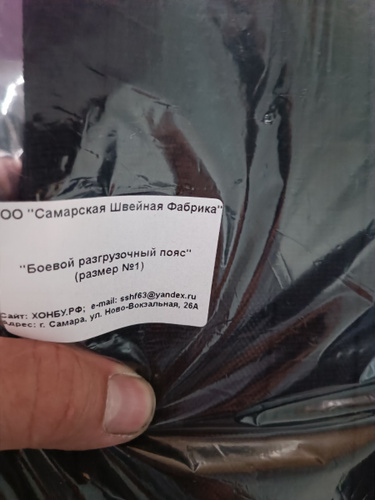 ОО "Самарская Швейная Фабрика"
"Боевой разгрузочный пояс"
(размер №1)
Сайт: ХОНБУ.РФ; e-mail: sshf63@yandex.ru
Адрес: г. Самара, ул. Ново-Вокзальная, 26А